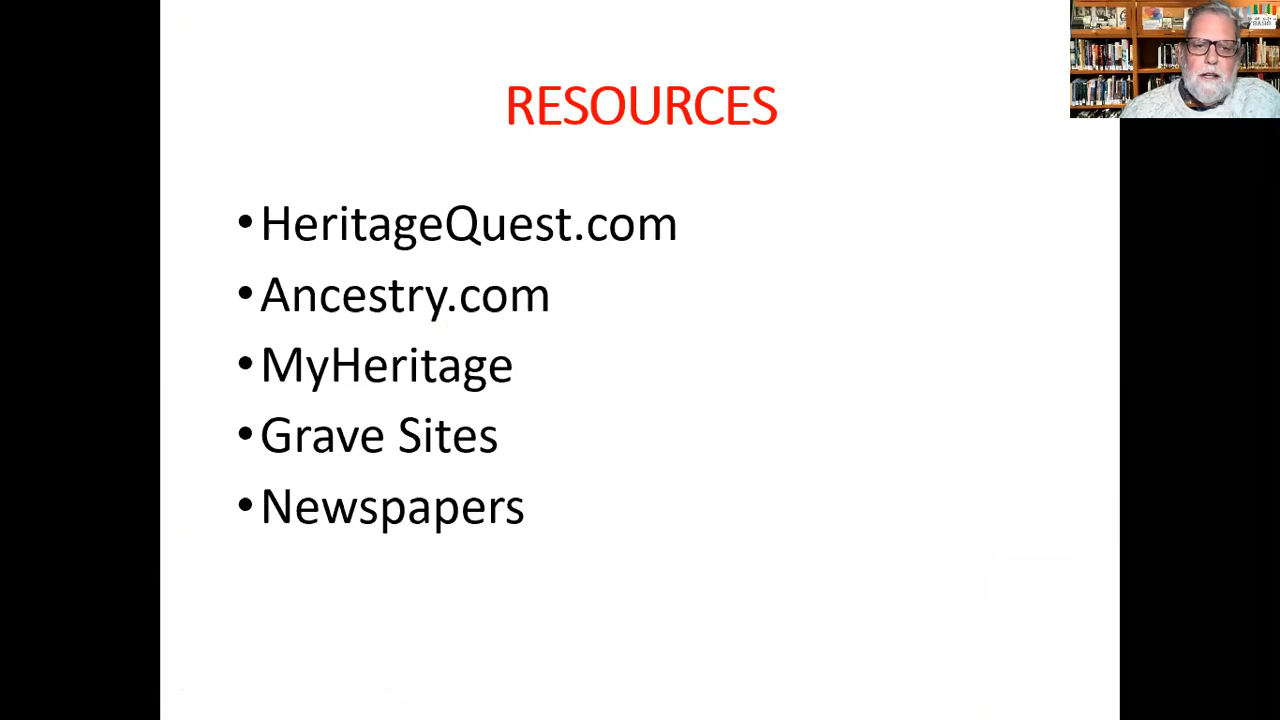 RESOURCES
•HeritageQuest.com
•Ancestry.com
•MyHeritage
•Grave Sites
•Newspapers